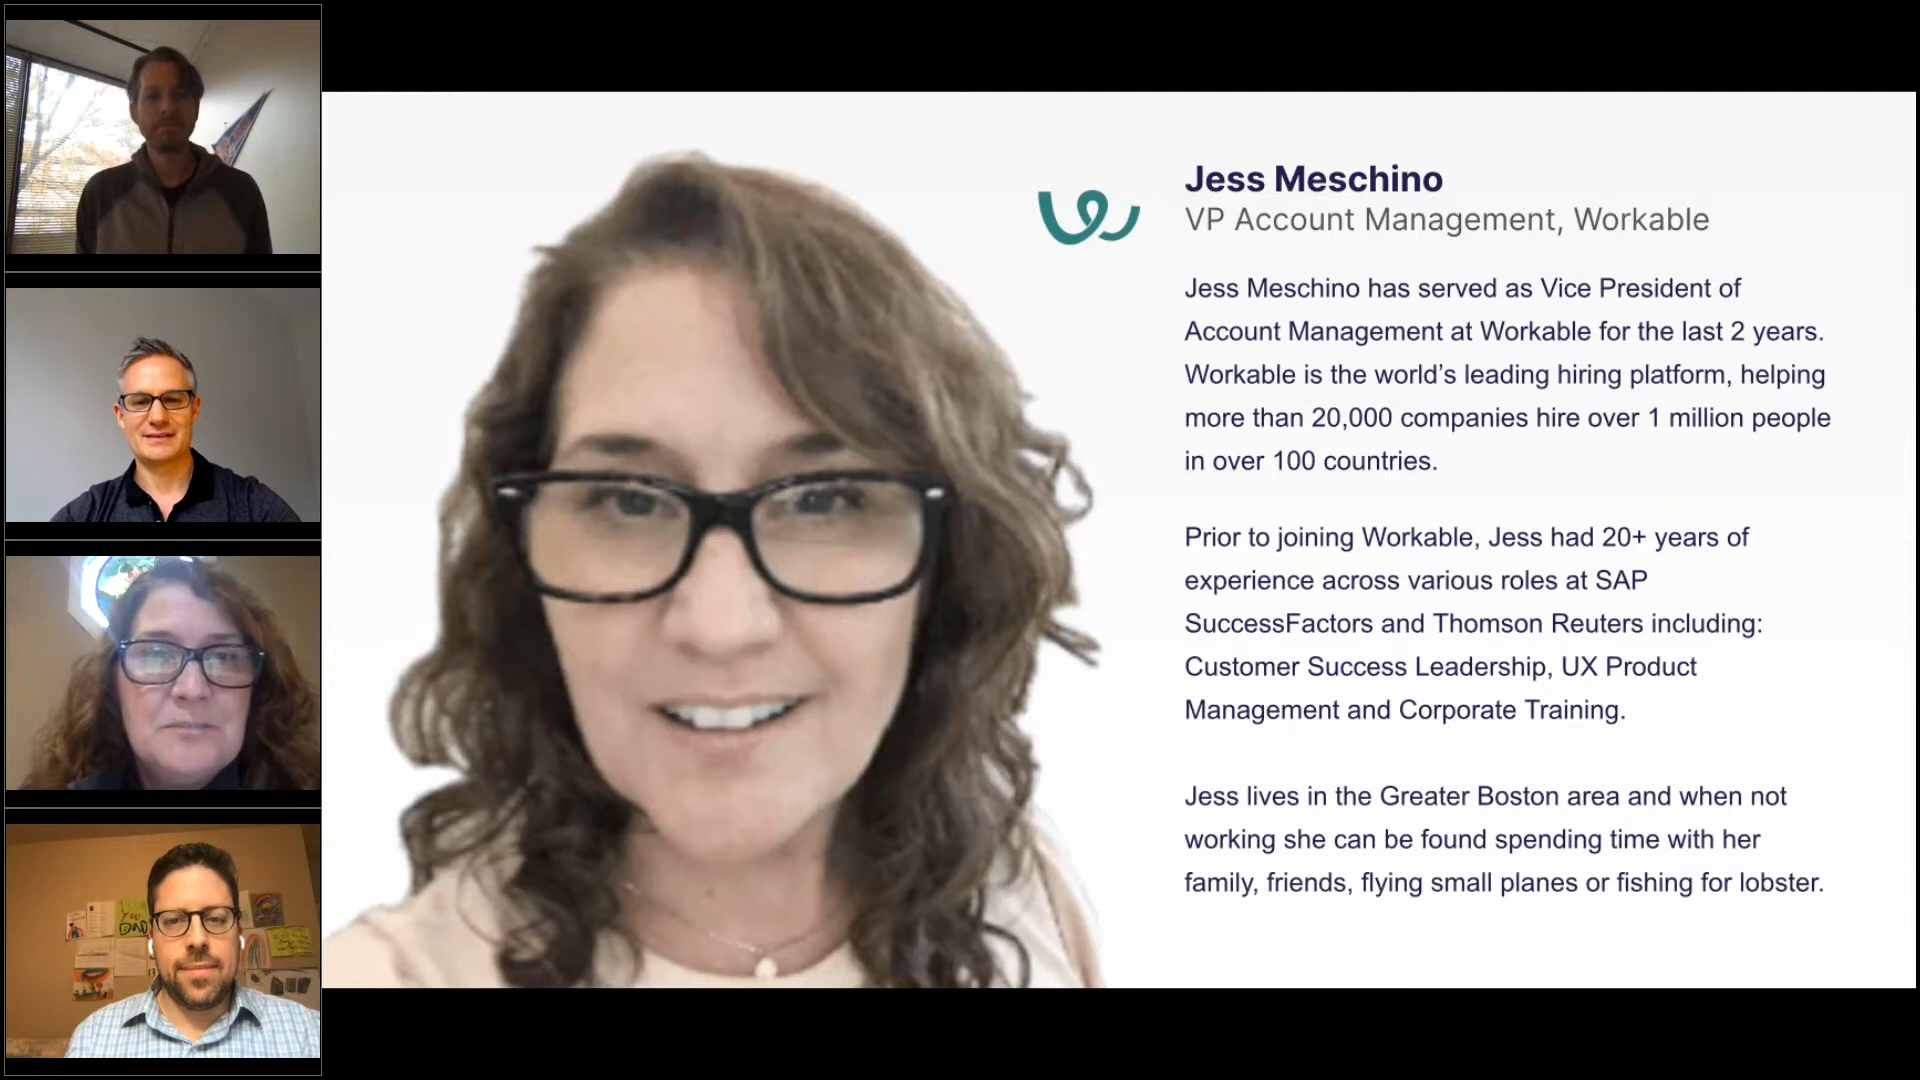 Jess Meschino
VP Account Management, Workable
Jess Meschino has served as Vice President of
Account Management at Workable for the last 2 years.
Workable is the world’s leading hiring platform, helping
more than 20,000 companies hire over 1 million people
in over 100 countries.
Prior to joining Workable, Jess had 20+ years of
experience across various roles at SAP
SuccessFactors and Thomson Reuters including:
Customer Success Leadership, UX Product
Management and Corporate Training.
Jess lives in the Greater Boston area and when not
working she can be found spending time with her
family, friends, flying small planes or fishing for lobster.
YOU
DAD